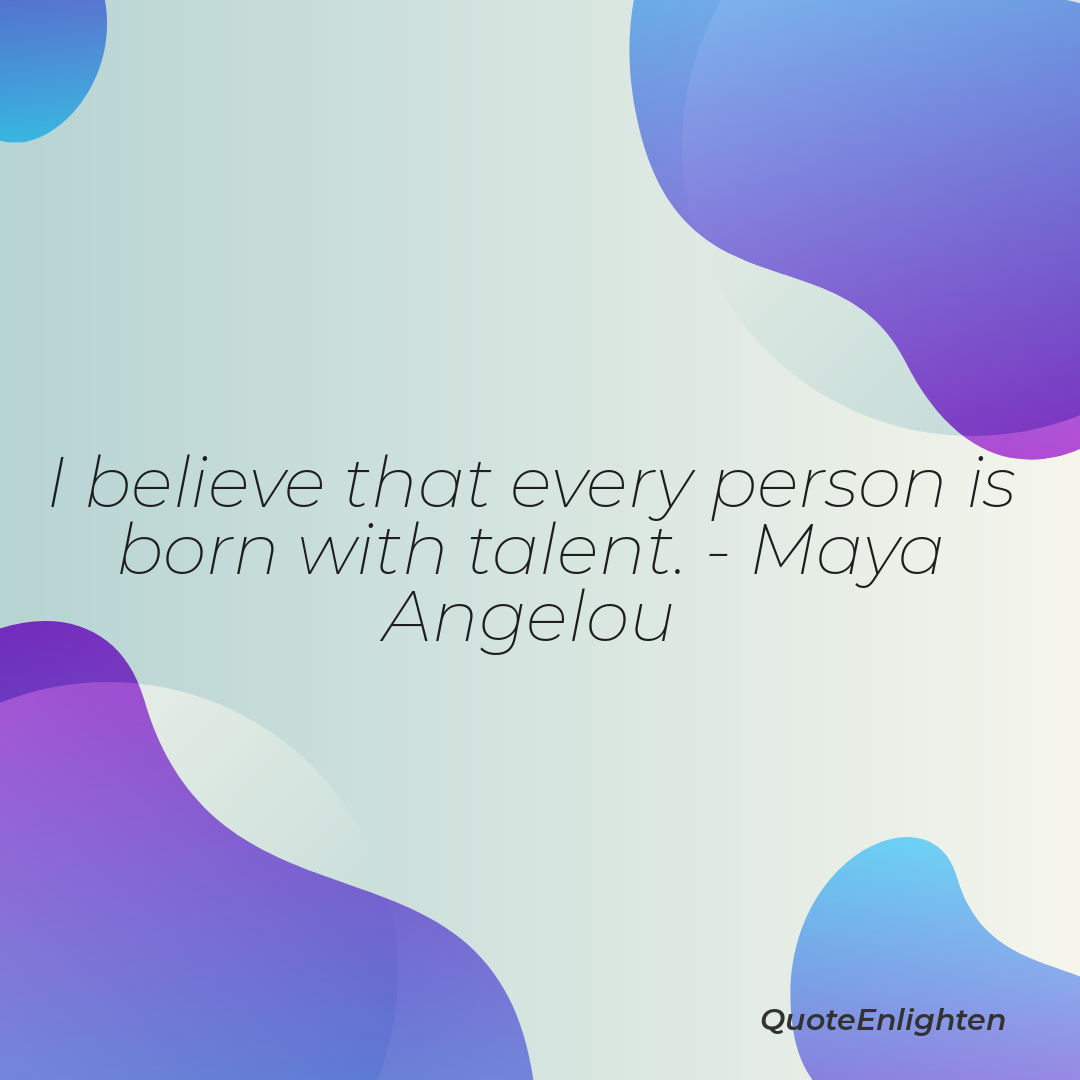 I believe that every person is
born with talent. - Maya
Angelou
QuoteEnlighten